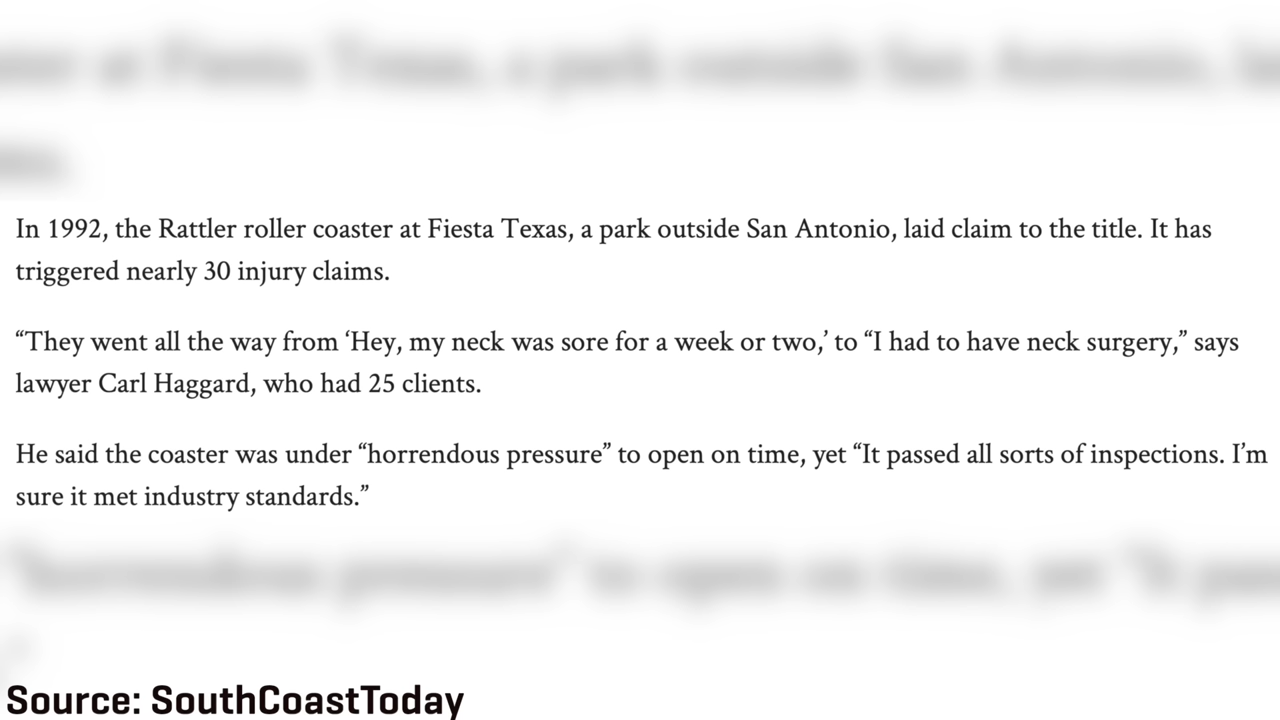 In 1992, the Rattler roller coaster at Fiesta Texas, a park outside San Antonio, laid claim to the title. It has
triggered nearly 30 injury claims.
“They went all the way from ‘Hey, my neck was sore for a week or two,’ to “I had to have neck surgery,” says
lawyer Carl Haggard, who had 25 clients.
He said the coaster was under “horrendous pressure” to open on time, yet “It passed all sorts of inspections. I’m
sure it met industry standards.”
Source: SouthCoastToday